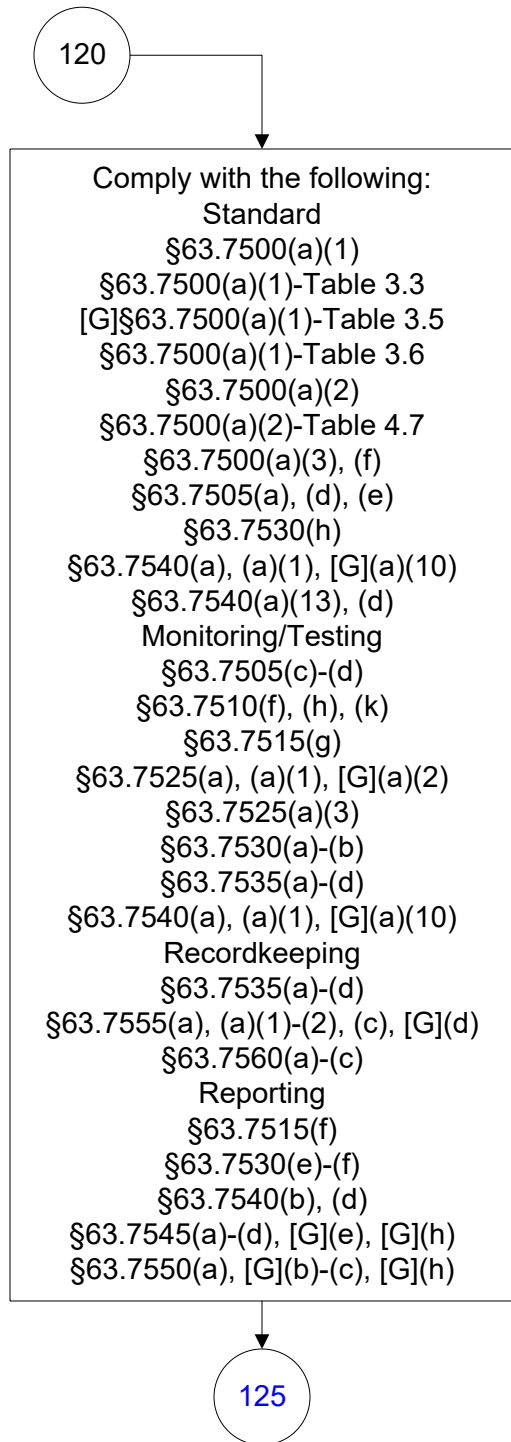 120
Comply with the following:
Standard
§63.7500(a)(1)
§63.7500(a)(1)-Table 3.3
[G]§63.7500(a)(1)-Table 3.5
§63.7500(a)(1)-Table 3.6
§63.7500(a)(2)
§63.7500(a)(2)-Table 4.7
§63.7500(a)(3), (f)
§63.7505(a), (d), (e)
§63.7530(h)
§63.7540(a), (a)(1), [G](a)(10)
§63.7540(a)(13), (d)
Monitoring/Testing
§63.7505(c)-(d)
§63.7510(f), (h), (k)
§63.7515(g)
§63.7525(a), (a)(1), [G](a)(2)
§63.7525(a)(3)
§63.7530(a)-(b)
§63.7535(a)-(d)
§63.7540(a), (a)(1), [G](a)(10)
Recordkeeping
§63.7535(a)-(d)
§63.7555(a), (a)(1)-(2), (c), [G](d)
§63.7560(a)-(c)
Reporting
§63.7515(f)
§63.7530(e)-(f)
§63.7540(b), (d)
§63.7545(a)-(d), [G](e), [G](h)
§63.7550(a), [G](b)-(c), [G](h)
125